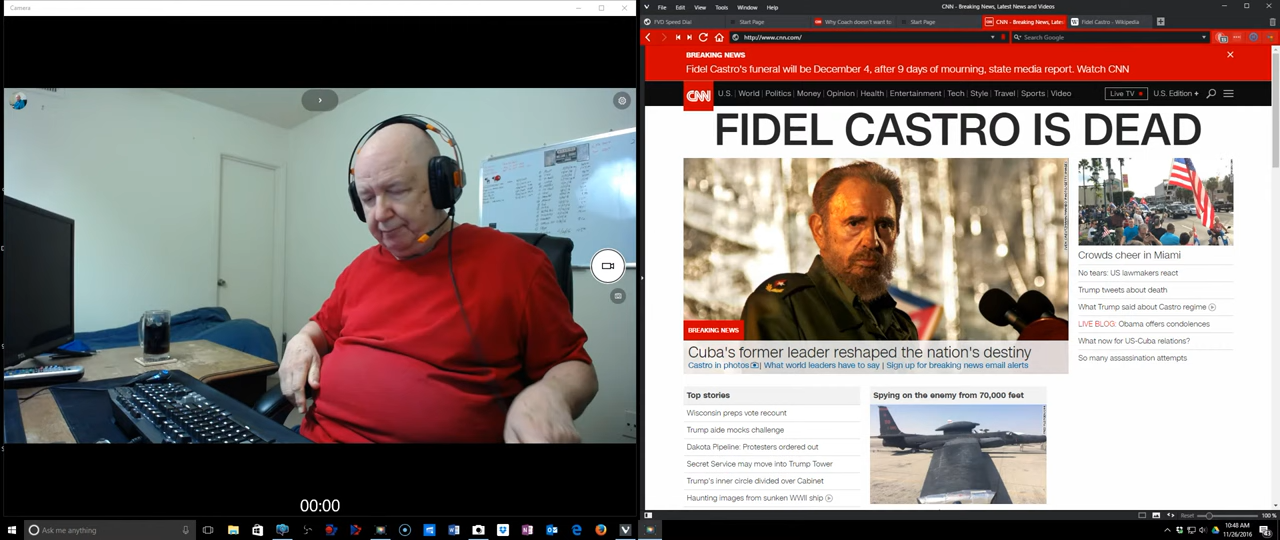 Camera
00:00
File Edit View Tools Window Help
CNN - Breaking News, Latest News and Videos
FVD Speed Dial
Start Page
Why Coach doesn't want to
Start Page
CNN - Breaking News, Lates
Fidel Castro - Wikipedia
http://www.cnn.com/
Search Google
BREAKING NEWS
Fidel Castro's funeral will be December 4, after 9 days of mourning, state media report. Watch CNN
CNN
U.S. | World | Politics | Money | Opinion | Health | Entertainment | Tech | Style | Travel | Sports | Video
Live TV
U.S. Edition +
FIDEL CASTRO IS DEAD
BREAKING NEWS
Cuba's former leader reshaped the nation's destiny
Castro in photos | What world leaders have to say | Sign up for breaking news email alerts
Crowds cheer in Miami
No tears: US lawmakers react
Trump tweets about death
What Trump said about Castro regime
LIVE BLOG: Obama offers condolences
What now for US-Cuba relations?
So many assassination attempts
Top stories
Wisconsin preps vote recount
Trump aide mocks challenge
Dakota Pipeline: Protesters ordered out
Secret Service may move into Trump Tower
Trump's inner circle divided over Cabinet
Haunting images from sunken WWII ship
Spying on the enemy from 70,000 feet
Reset
100 %
Ask me anything
10:48 AM
11/26/2016